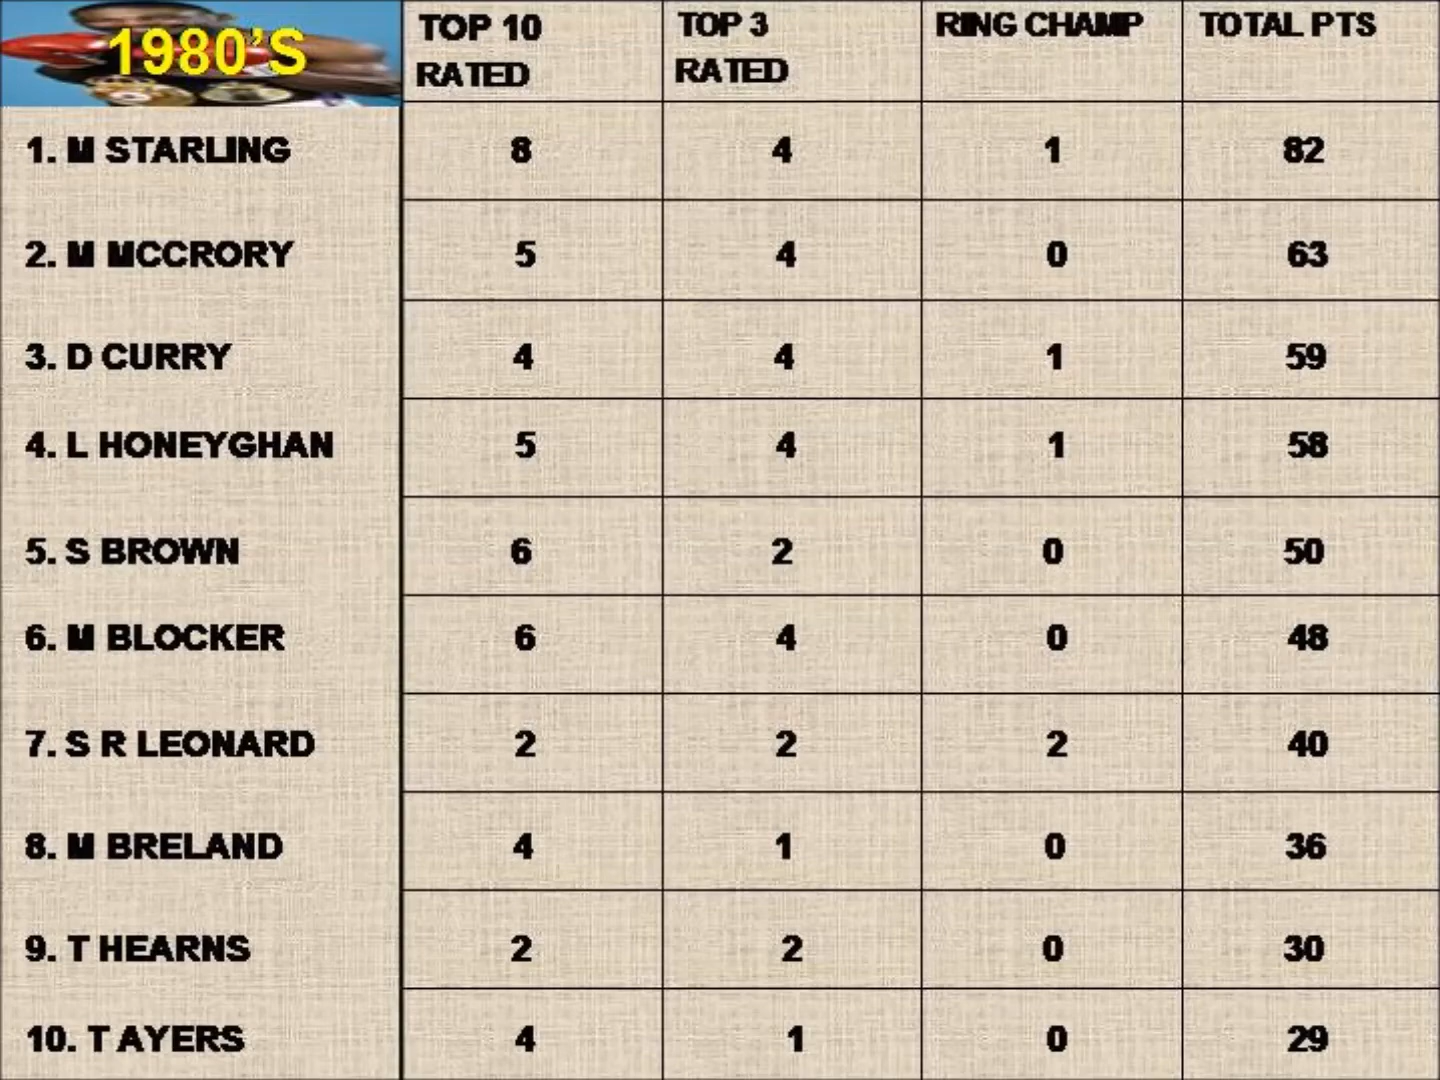 1980'S TOP 10 RATED TOP 3 RATED RING CHAMP TOTAL PTS
1. M STARLING 8 4 1 82
2. M MCCRORY 5 4 0 63
3. D CURRY 4 4 1 59
4. L HONEYGHAN 5 4 1 58
5. S BROWN 6 2 0 50
6. M BLOCKER 6 4 0 48
7. S R LEONARD 2 2 2 40
8. M BRELAND 4 1 0 36
9. T HEARNS 2 2 0 30
10. T AYERS 4 1 0 29